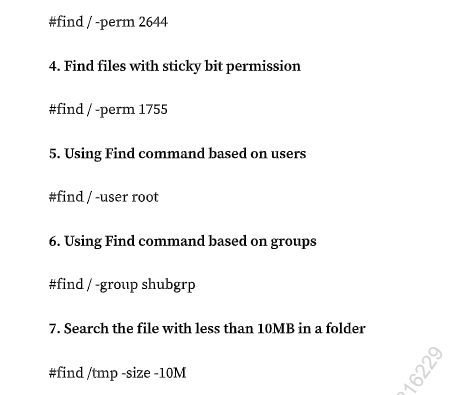 #find / -perm 2644
4. Find files with sticky bit permission
#find / -perm 1755
5. Using Find command based on users
#find / -user root
6. Using Find command based on groups
#find / -group shubgrp
7. Search the file with less than 10MB in a folder
#find /tmp -size -10M